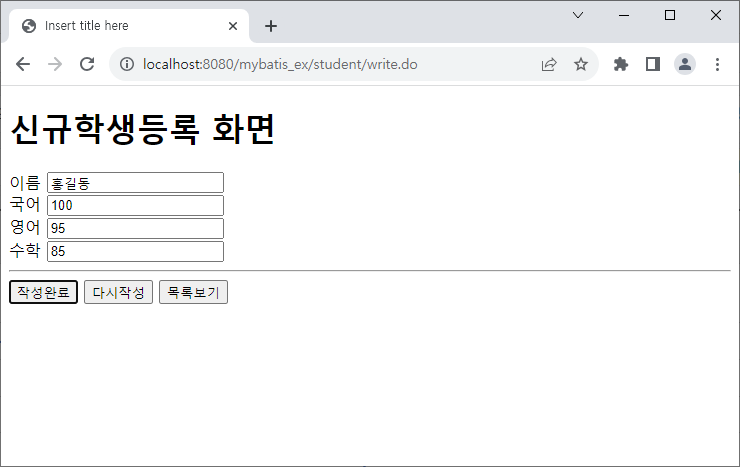 Insert title here
localhost:8080/mybatis_ex/student/write.do
신규학생등록 화면
이름 홍길동
국어 100
영어 95
수학 85
작성완료 다시작성 목록보기